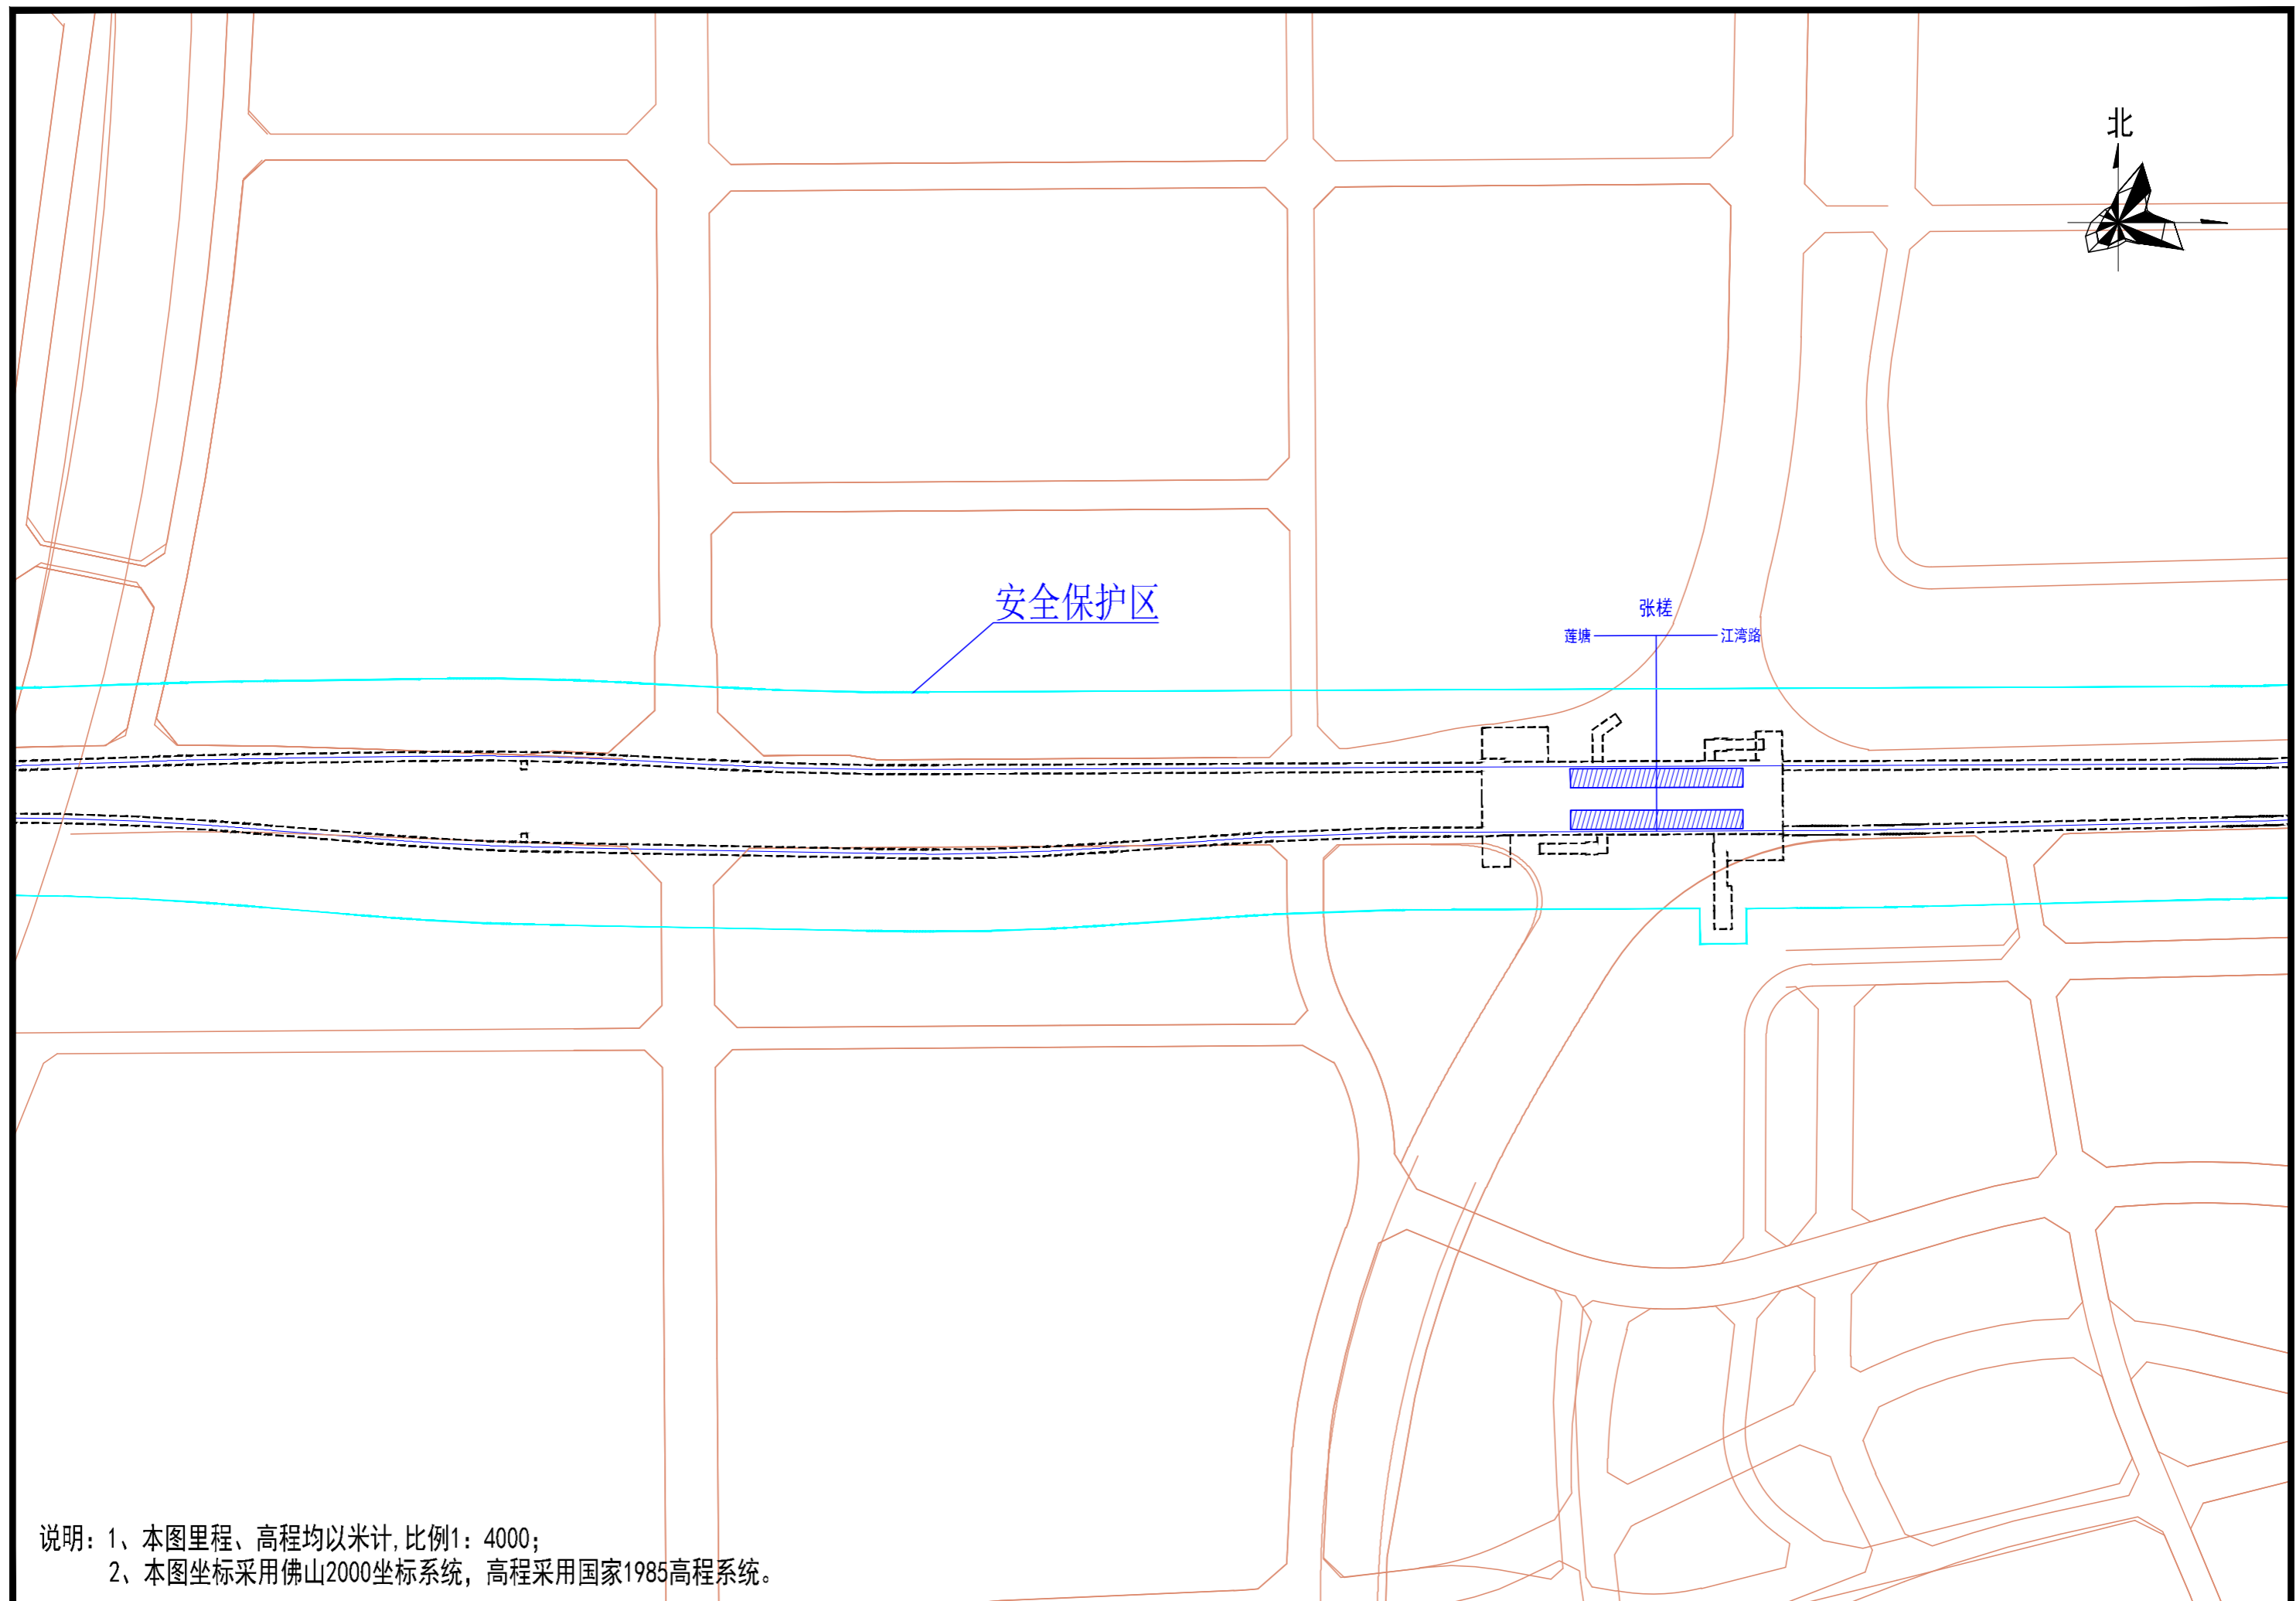 北
安全保护区
张槎
莲塘 江湾路
说明：1、本图里程、高程均以米计,比例1：4000；
2、本图坐标采用佛山2000坐标系统，高程采用国家1985高程系统。